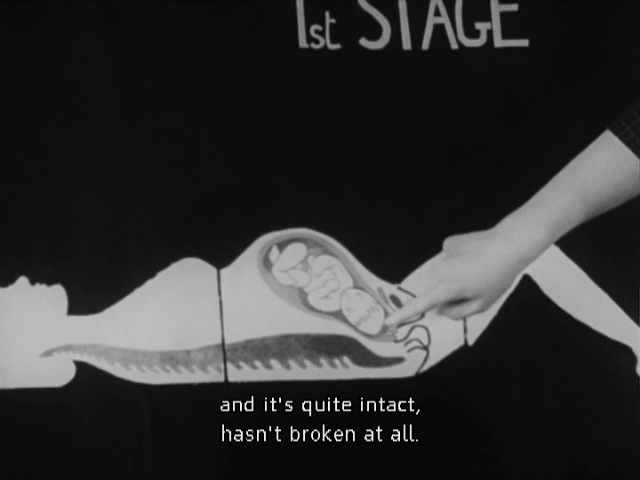 1st STAGE
and it's quite intact,
hasn't broken at all.